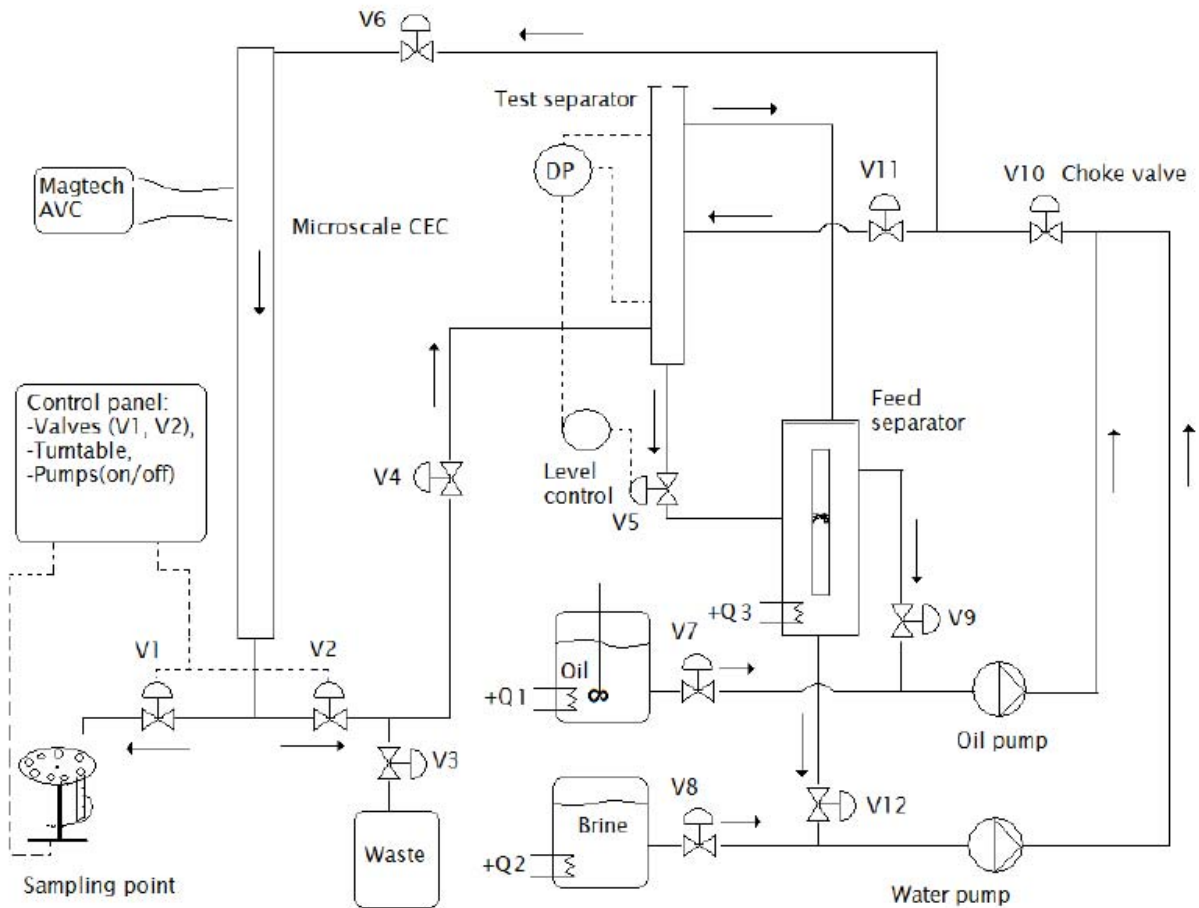 V6
Test separator
DP
V11
V10 Choke valve
Magtech
AVC
Microscale CEC
Control panel:
-Valves (V1, V2),
-Turntable,
-Pumps(on/off)
V4
Level
control
V5
Feed
separator
+Q3
V9
V1
V2
V7
Oil
+Q1
Oil pump
V3
V8
V12
Brine
+Q2
Waste
Sampling point
Water pump